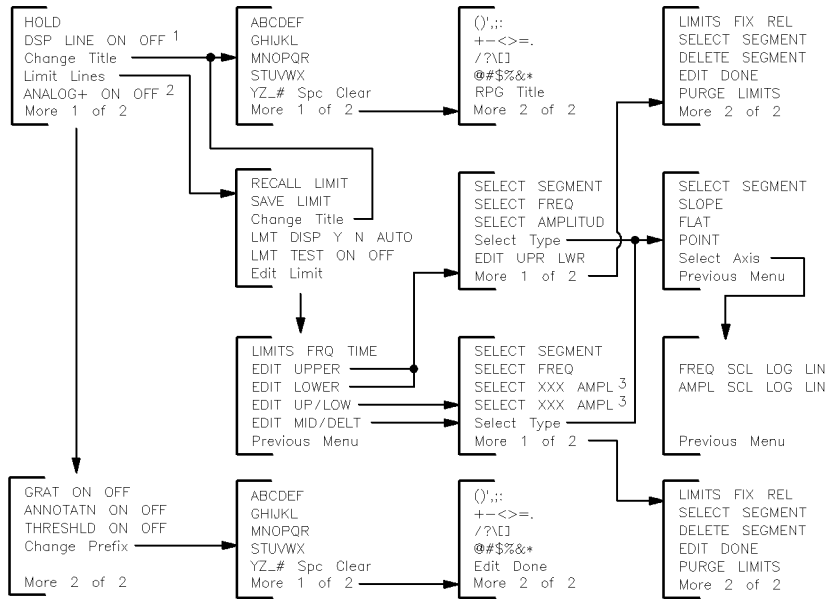 HOLD
DSP LINE ON OFF 1
Change Title
Limit Lines
ANALOG+ ON OFF 2
More 1 of 2
ABCDEF
GHIJKL
MNOPQR
STUVWX
YZ_# Spc Clear
More 1 of 2
()',;:
+-<>=.
/?\[]
@#$%&*
RPG Title
More 2 of 2
LIMITS FIX REL
SELECT SEGMENT
DELETE SEGMENT
EDIT DONE
PURGE LIMITS
More 2 of 2
RECALL LIMIT
SAVE LIMIT
Change Title
LMT DISP Y N AUTO
LMT TEST ON OFF
Edit Limit
SELECT SEGMENT
SELECT FREQ
SELECT AMPLITUD
Select Type
EDIT UPR LWR
More 1 of 2
SELECT SEGMENT
SLOPE
FLAT
POINT
Select Axis
Previous Menu
LIMITS FRQ TIME
EDIT UPPER
EDIT LOWER
EDIT UP/LOW
EDIT MID/DELT
Previous Menu
SELECT SEGMENT
SELECT FREQ
SELECT XXX AMPL 3
SELECT XXX AMPL 3
Select Type
More 1 of 2
FREQ SCL LOG LIN
AMPL SCL LOG LIN
Previous Menu
GRAT ON OFF
ANNOTATN ON OFF
THRESHLD ON OFF
Change Prefix
More 2 of 2
ABCDEF
GHIJKL
MNOPQR
STUVWX
YZ_# Spc Clear
More 1 of 2
()',;:
+-<>=.
/?\[]
@#$%&*
Edit Done
More 2 of 2
LIMITS FIX REL
SELECT SEGMENT
DELETE SEGMENT
EDIT DONE
PURGE LIMITS
More 2 of 2